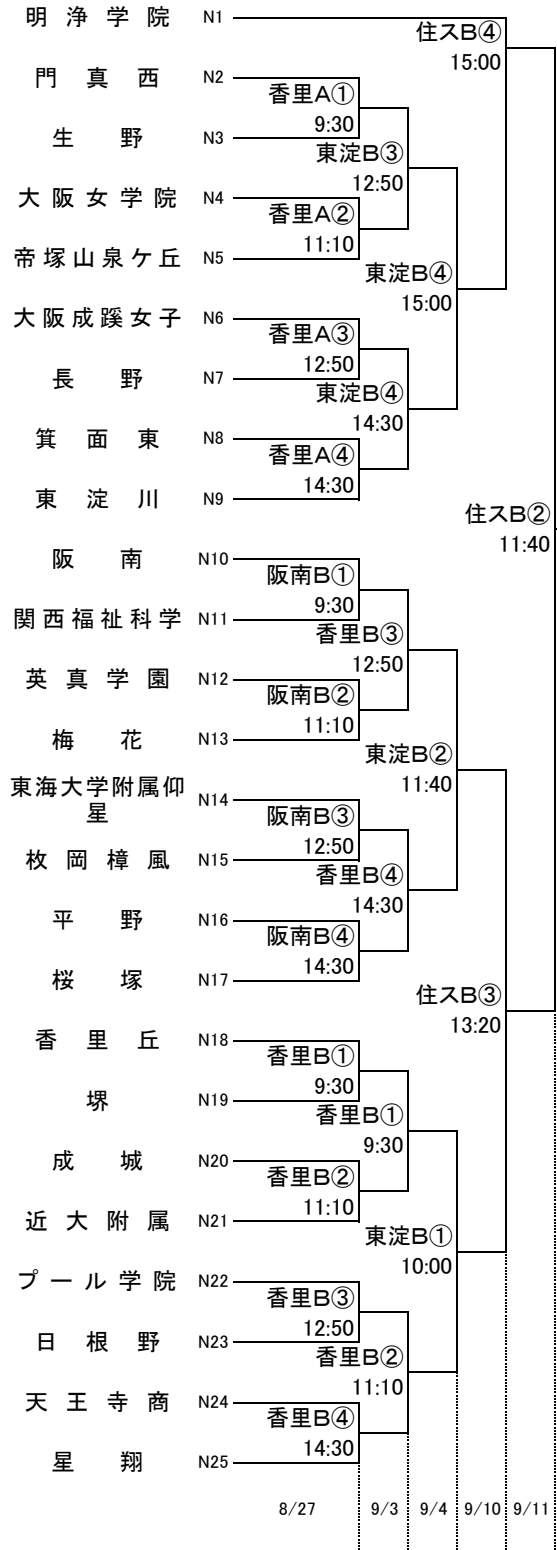 明浄学院 N1
住スB④
15:00
門真西 N2
香里A①
9:30
生野 N3
東淀B③
12:50
大阪女学院 N4
香里A②
11:10
帝塚山泉ケ丘 N5
東淀B④
15:00
大阪成蹊女子 N6
香里A③
12:50
長野 N7
東淀B④
14:30
箕面東 N8
香里A④
14:30
東淀川 N9
住スB②
11:40
阪南 N10
阪南B①
9:30
関西福祉科学 N11
香里B③
12:50
英真学園 N12
阪南B②
11:10
梅花 N13
東淀B②
11:40
東海大学附属仰
星 N14
阪南B③
12:50
枚岡樟風 N15
香里B④
14:30
平野 N16
阪南B④
14:30
桜塚 N17
住スB③
13:20
香里丘 N18
香里B①
9:30
堺 N19
香里B①
9:30
成城 N20
香里B②
11:10
近大附属 N21
東淀B①
10:00
プール学院 N22
香里B③
12:50
日根野 N23
香里B②
11:10
天王寺商 N24
香里B④
14:30
星翔 N25
8/27 9/3 9/4 9/10 9/11